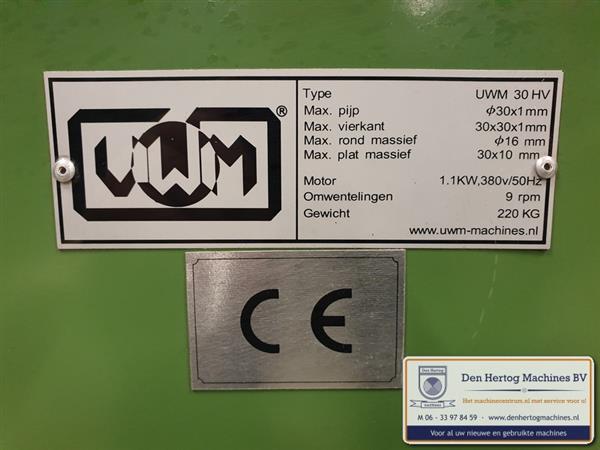 UWM ®
Type UWM 30 HV
Max. pijp ϕ30x1mm
Max. vierkant 30x30x1mm
Max. rond massief ϕ16 mm
Max. plat massief 30x10 mm
Motor 1.1KW,380v/50Hz
Omwentelingen 9 rpm
Gewicht 220 KG
www.uwm-machines.nl
CE
Den Hertog Machines BV
Het machinecentrum.nl met service voor u!
M 06 - 33 97 84 59 • www.denhertogmachines.nl
Voor al uw nieuwe en gebruikte machines
Den Hertog